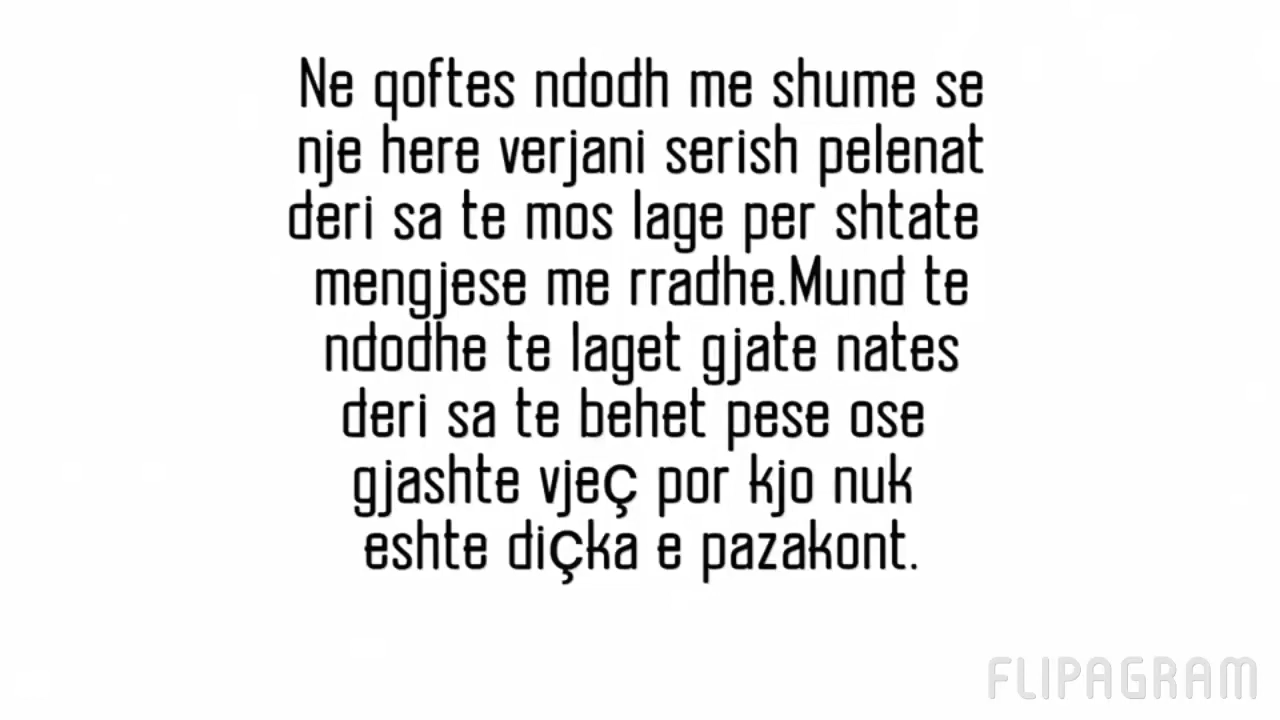 Ne qoftes ndodh me shume se
nje here verjani serish pelenat
deri sa te mos lage per shtate
mengjese me rradhe.Mund te
ndodhe te laget gjate nates
deri sa te behet pese ose
gjashte vjeç por kjo nuk
eshte diçka e pazakont.
FLIPAGRAM